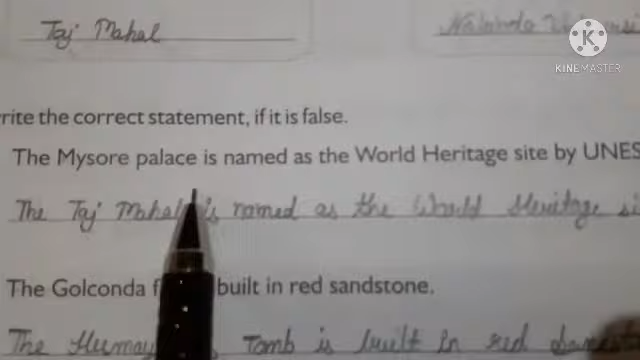 Taj Mahal
Nalanda
KINEMASTER
rite the correct statement, if it is false.
The Mysore palace is named as the World Heritage site by UNES
The Taj Mahal is named as the World Heritage si
The Golconda f built in red sandstone.
The Humay Tomb is built in red